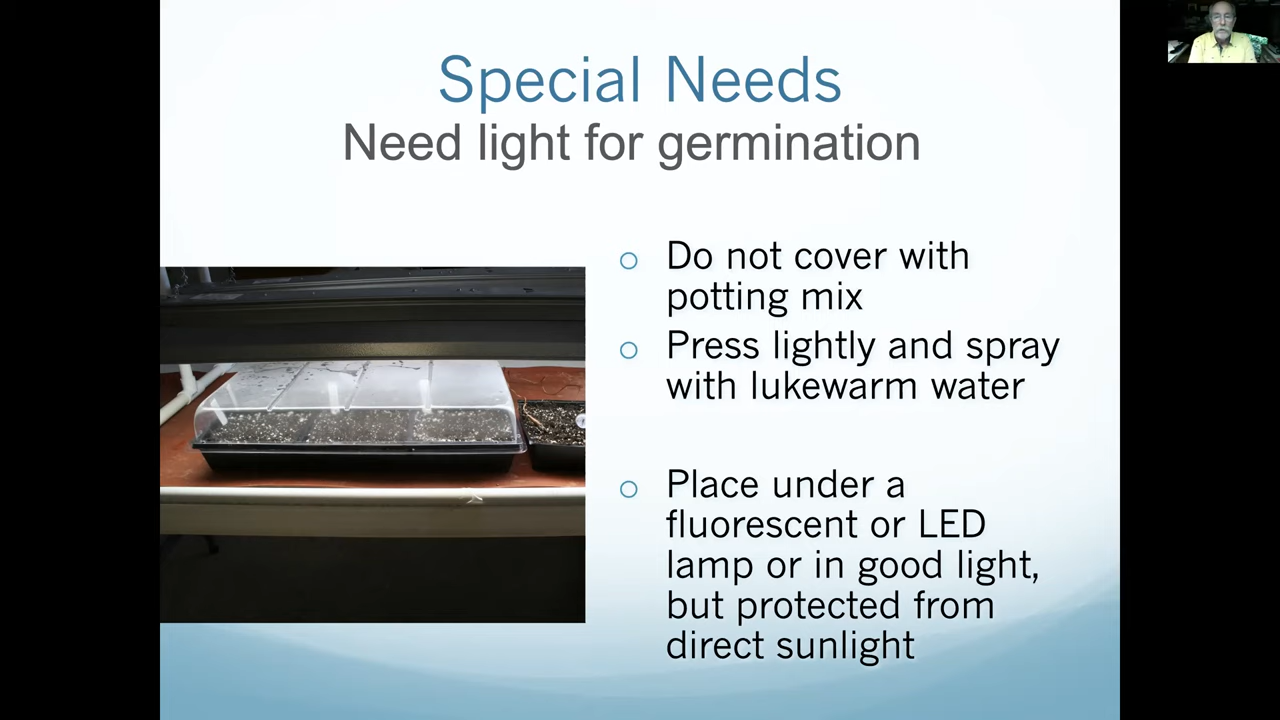 Special Needs
Need light for germination
Do not cover with
potting mix
Press lightly and spray
with lukewarm water
Place under a
fluorescent or LED
lamp or in good light,
but protected from
direct sunlight